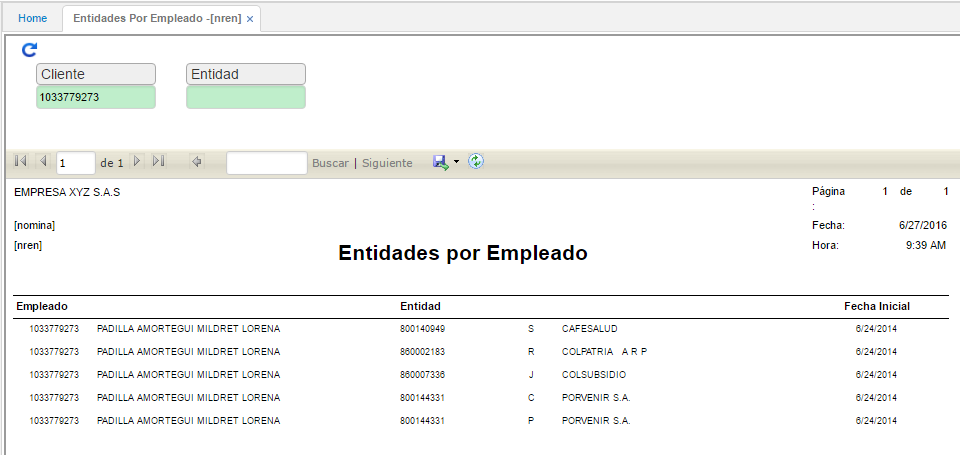 Home Entidades Por Empleado -[nren] ×
Cliente Entidad
1033779273
1 de 1 Buscar | Siguiente
EMPRESA XYZ S.A.S Página 1 de 1
:
[nomina] Fecha: 6/27/2016
[nren] Hora: 9:39 AM
Entidades por Empleado
Empleado Entidad Fecha Inicial
1033779273 PADILLA AMORTEGUI MILDRET LORENA 800140949 S CAFESALUD 6/24/2014
1033779273 PADILLA AMORTEGUI MILDRET LORENA 860002183 R COLPATRIA A R P 6/24/2014
1033779273 PADILLA AMORTEGUI MILDRET LORENA 860007336 J COLSUBSIDIO 6/24/2014
1033779273 PADILLA AMORTEGUI MILDRET LORENA 800144331 C PORVENIR S.A. 6/24/2014
1033779273 PADILLA AMORTEGUI MILDRET LORENA 800144331 P PORVENIR S.A. 6/24/2014